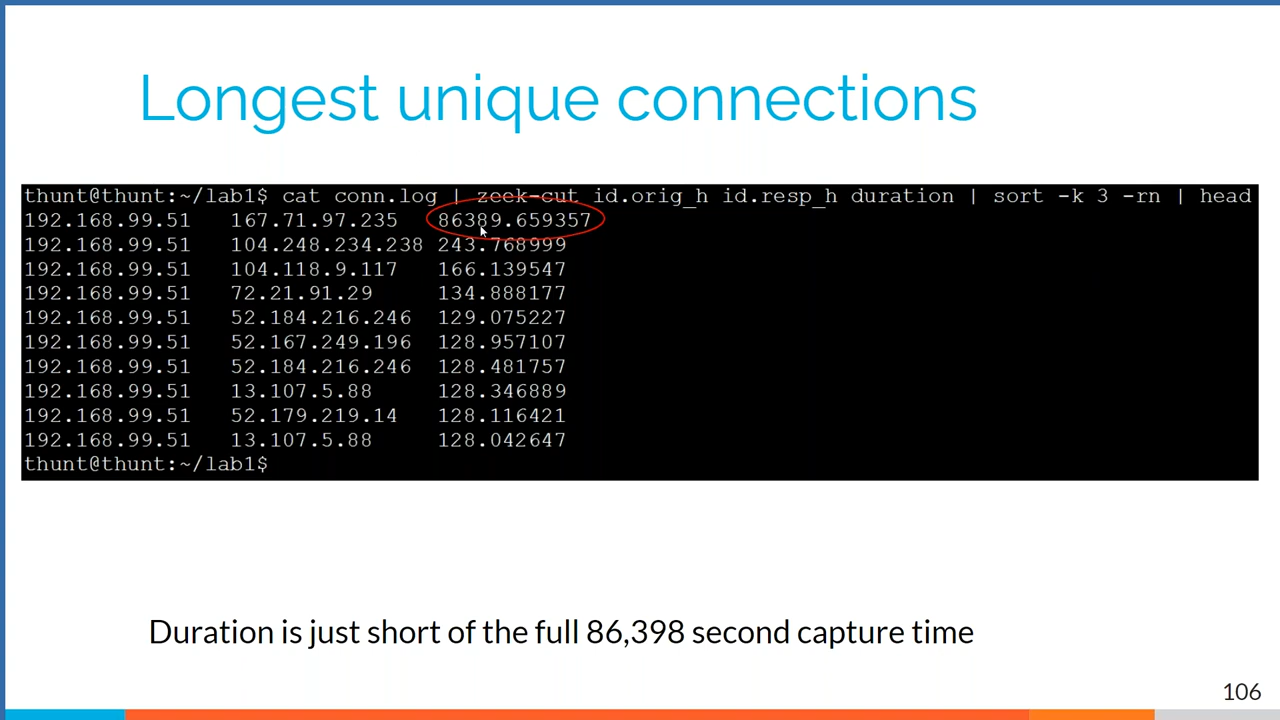 Longest unique connections
thunt@thunt:~/lab1$ cat conn.log | zeek-cut id.orig_h id.resp_h duration | sort -k 3 -rn | head
192.168.99.51 167.71.97.235 86389.659357
192.168.99.51 104.248.234.238 243.768999
192.168.99.51 104.118.9.117 166.139547
192.168.99.51 72.21.91.29 134.888177
192.168.99.51 52.184.216.246 129.075227
192.168.99.51 52.167.249.196 128.957107
192.168.99.51 52.184.216.246 128.481757
192.168.99.51 13.107.5.88 128.346889
192.168.99.51 52.179.219.14 128.116421
192.168.99.51 13.107.5.88 128.042647
thunt@thunt:~/lab1$
Duration is just short of the full 86,398 second capture time
106